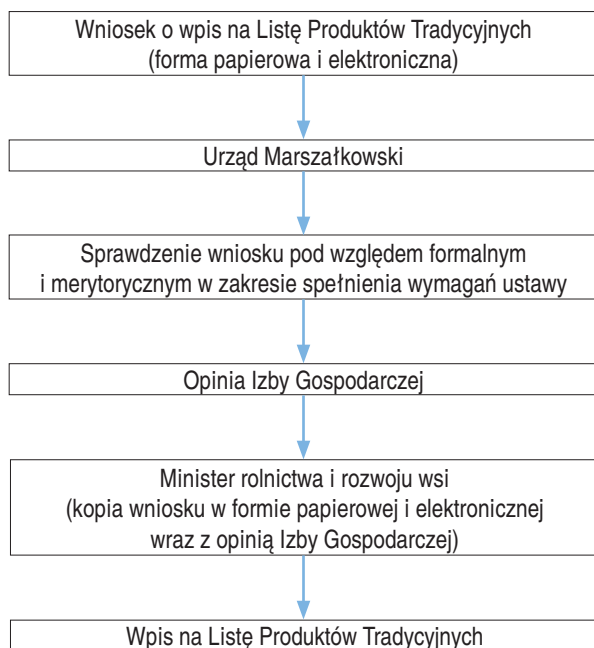 Wniosek o wpis na Listę Produktów Tradycyjnych
(forma papierowa i elektroniczna)
Urząd Marszałkowski
Sprawdzenie wniosku pod względem formalnym
i merytorycznym w zakresie spełnienia wymagań ustawy
Opinia Izby Gospodarczej
Minister rolnictwa i rozwoju wsi
(kopia wniosku w formie papierowej i elektronicznej
wraz z opinią Izby Gospodarczej)
Wpis na Listę Produktów Tradycyjnych